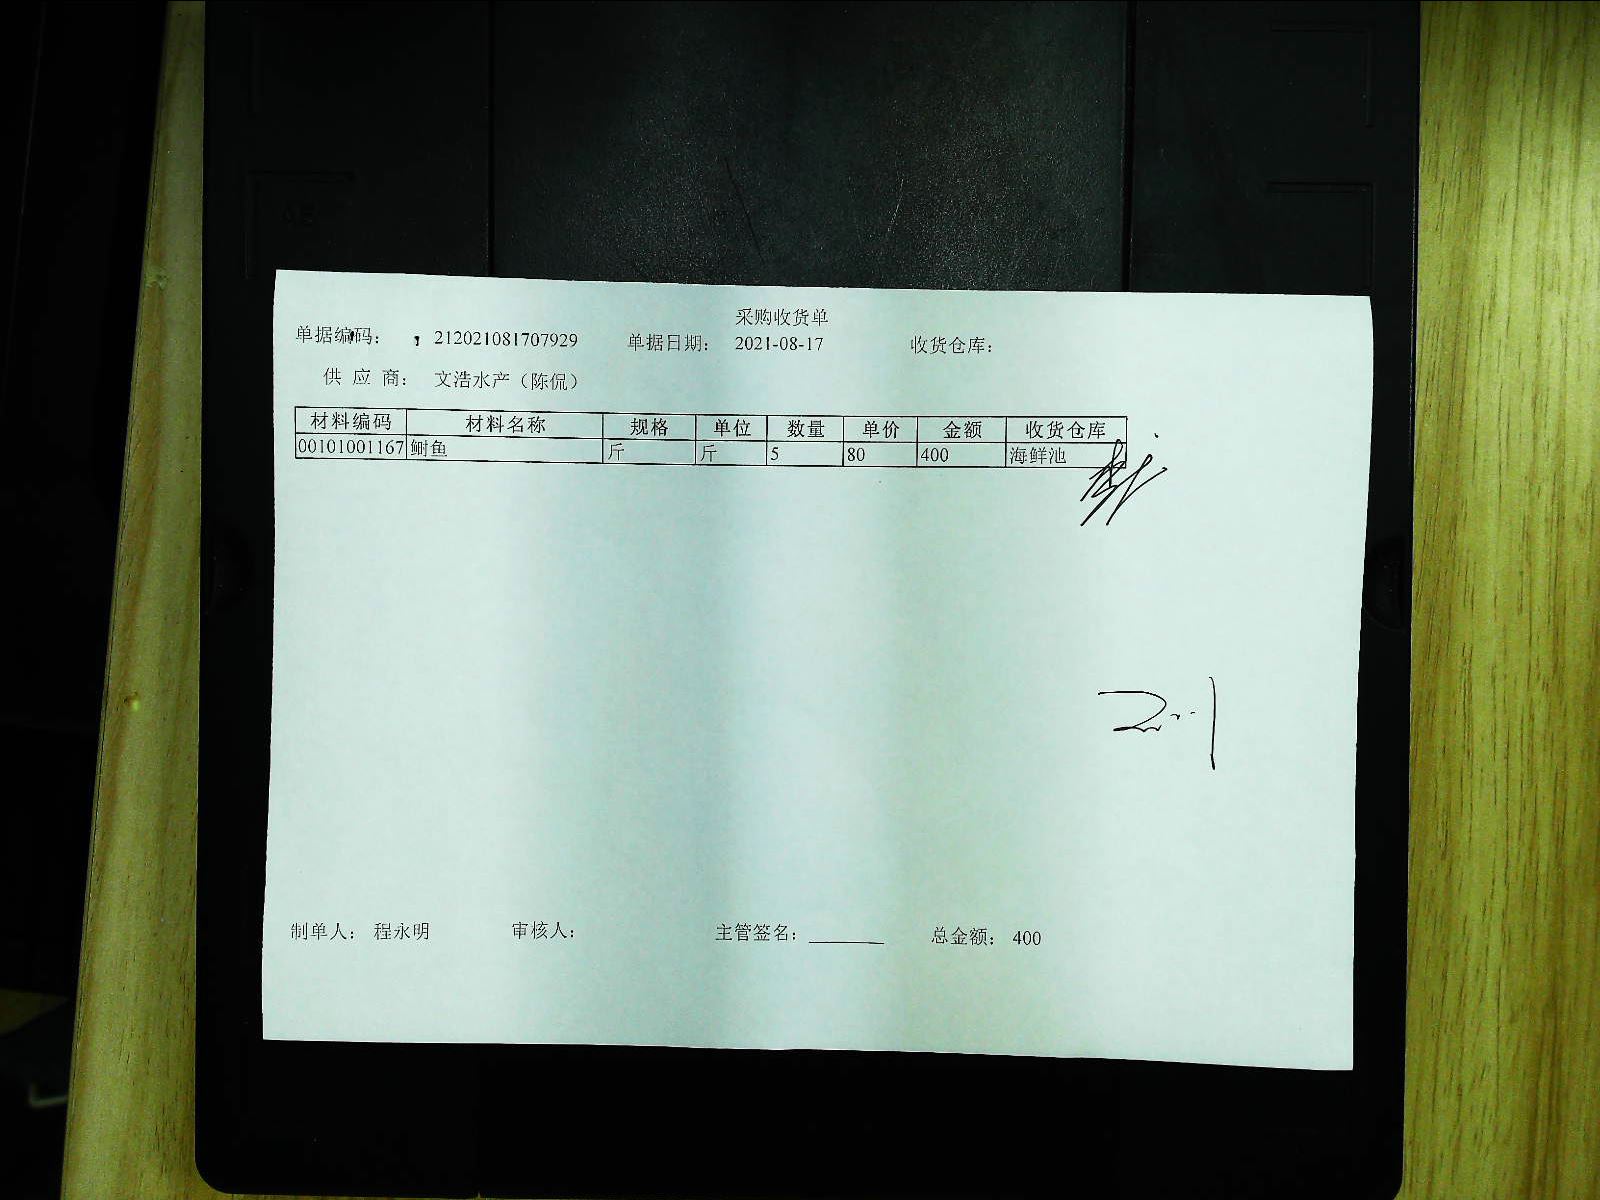 采购收货单
单据编码： 212021081707929 单据日期： 2021-08-17 收货仓库：
供 应 商： 文浩水产（陈侃）
材料编码 材料名称 规格 单位 数量 单价 金额 收货仓库
00101001167 鲥鱼 斤 斤 5 80 400 海鲜池
制单人： 程永明 审核人： 主管签名： 总金额： 400